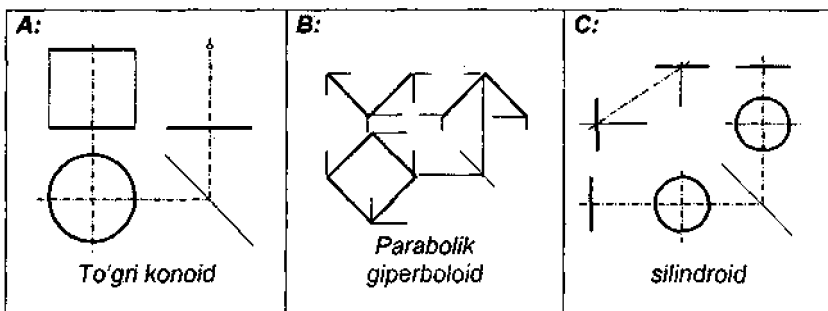 A:
B:
C:
To'gri konoid
Parabolik
giperboloid
silindroid